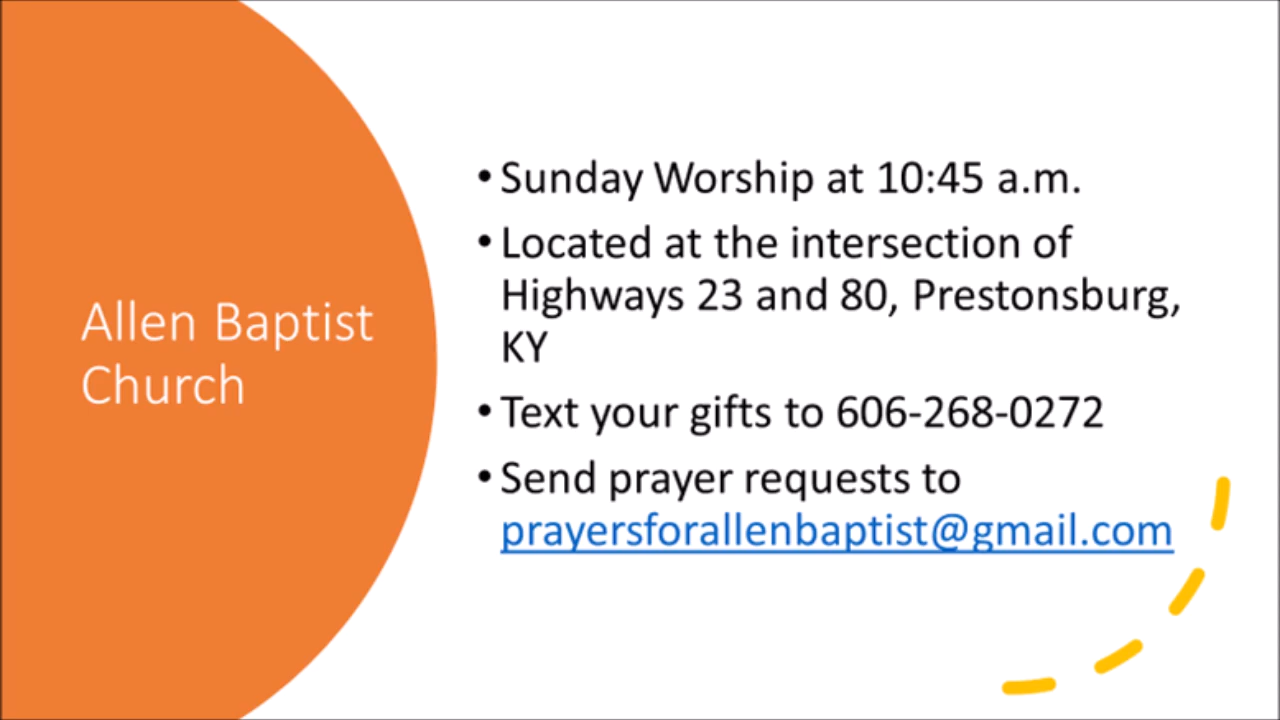 Allen Baptist
Church
• Sunday Worship at 10:45 a.m.
• Located at the intersection of
Highways 23 and 80, Prestonsburg,
KY
• Text your gifts to 606-268-0272
• Send prayer requests to
prayersforallenbaptist@gmail.com